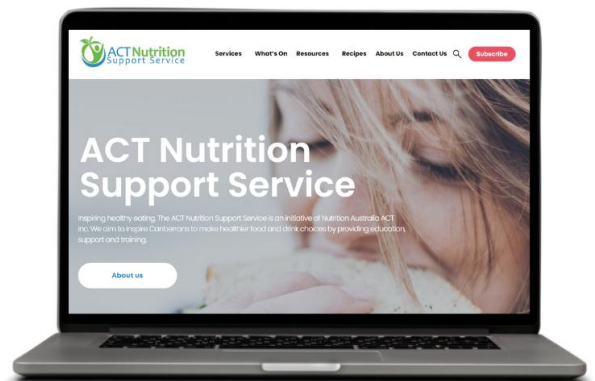 ACT Nutrition
Support Service
Services What's On Resources Recipes About Us Contact Us Subscribe
ACT Nutrition
Support Service
Inspiring healthy eating. The ACT Nutrition Support Service is an initiative of Nutrition Australia ACT
Inc. We aim to inspire Canberrans to make healthier food and drink choices by providing education,
support and training.
About us